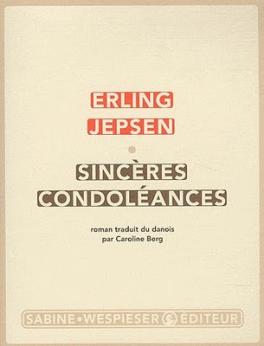 ERLING
JEPSEN
SINCÈRES
CONDOLÉANCES
roman traduit du danois
par Caroline Berg
SABINE•WESPIESER ÉDITEUR